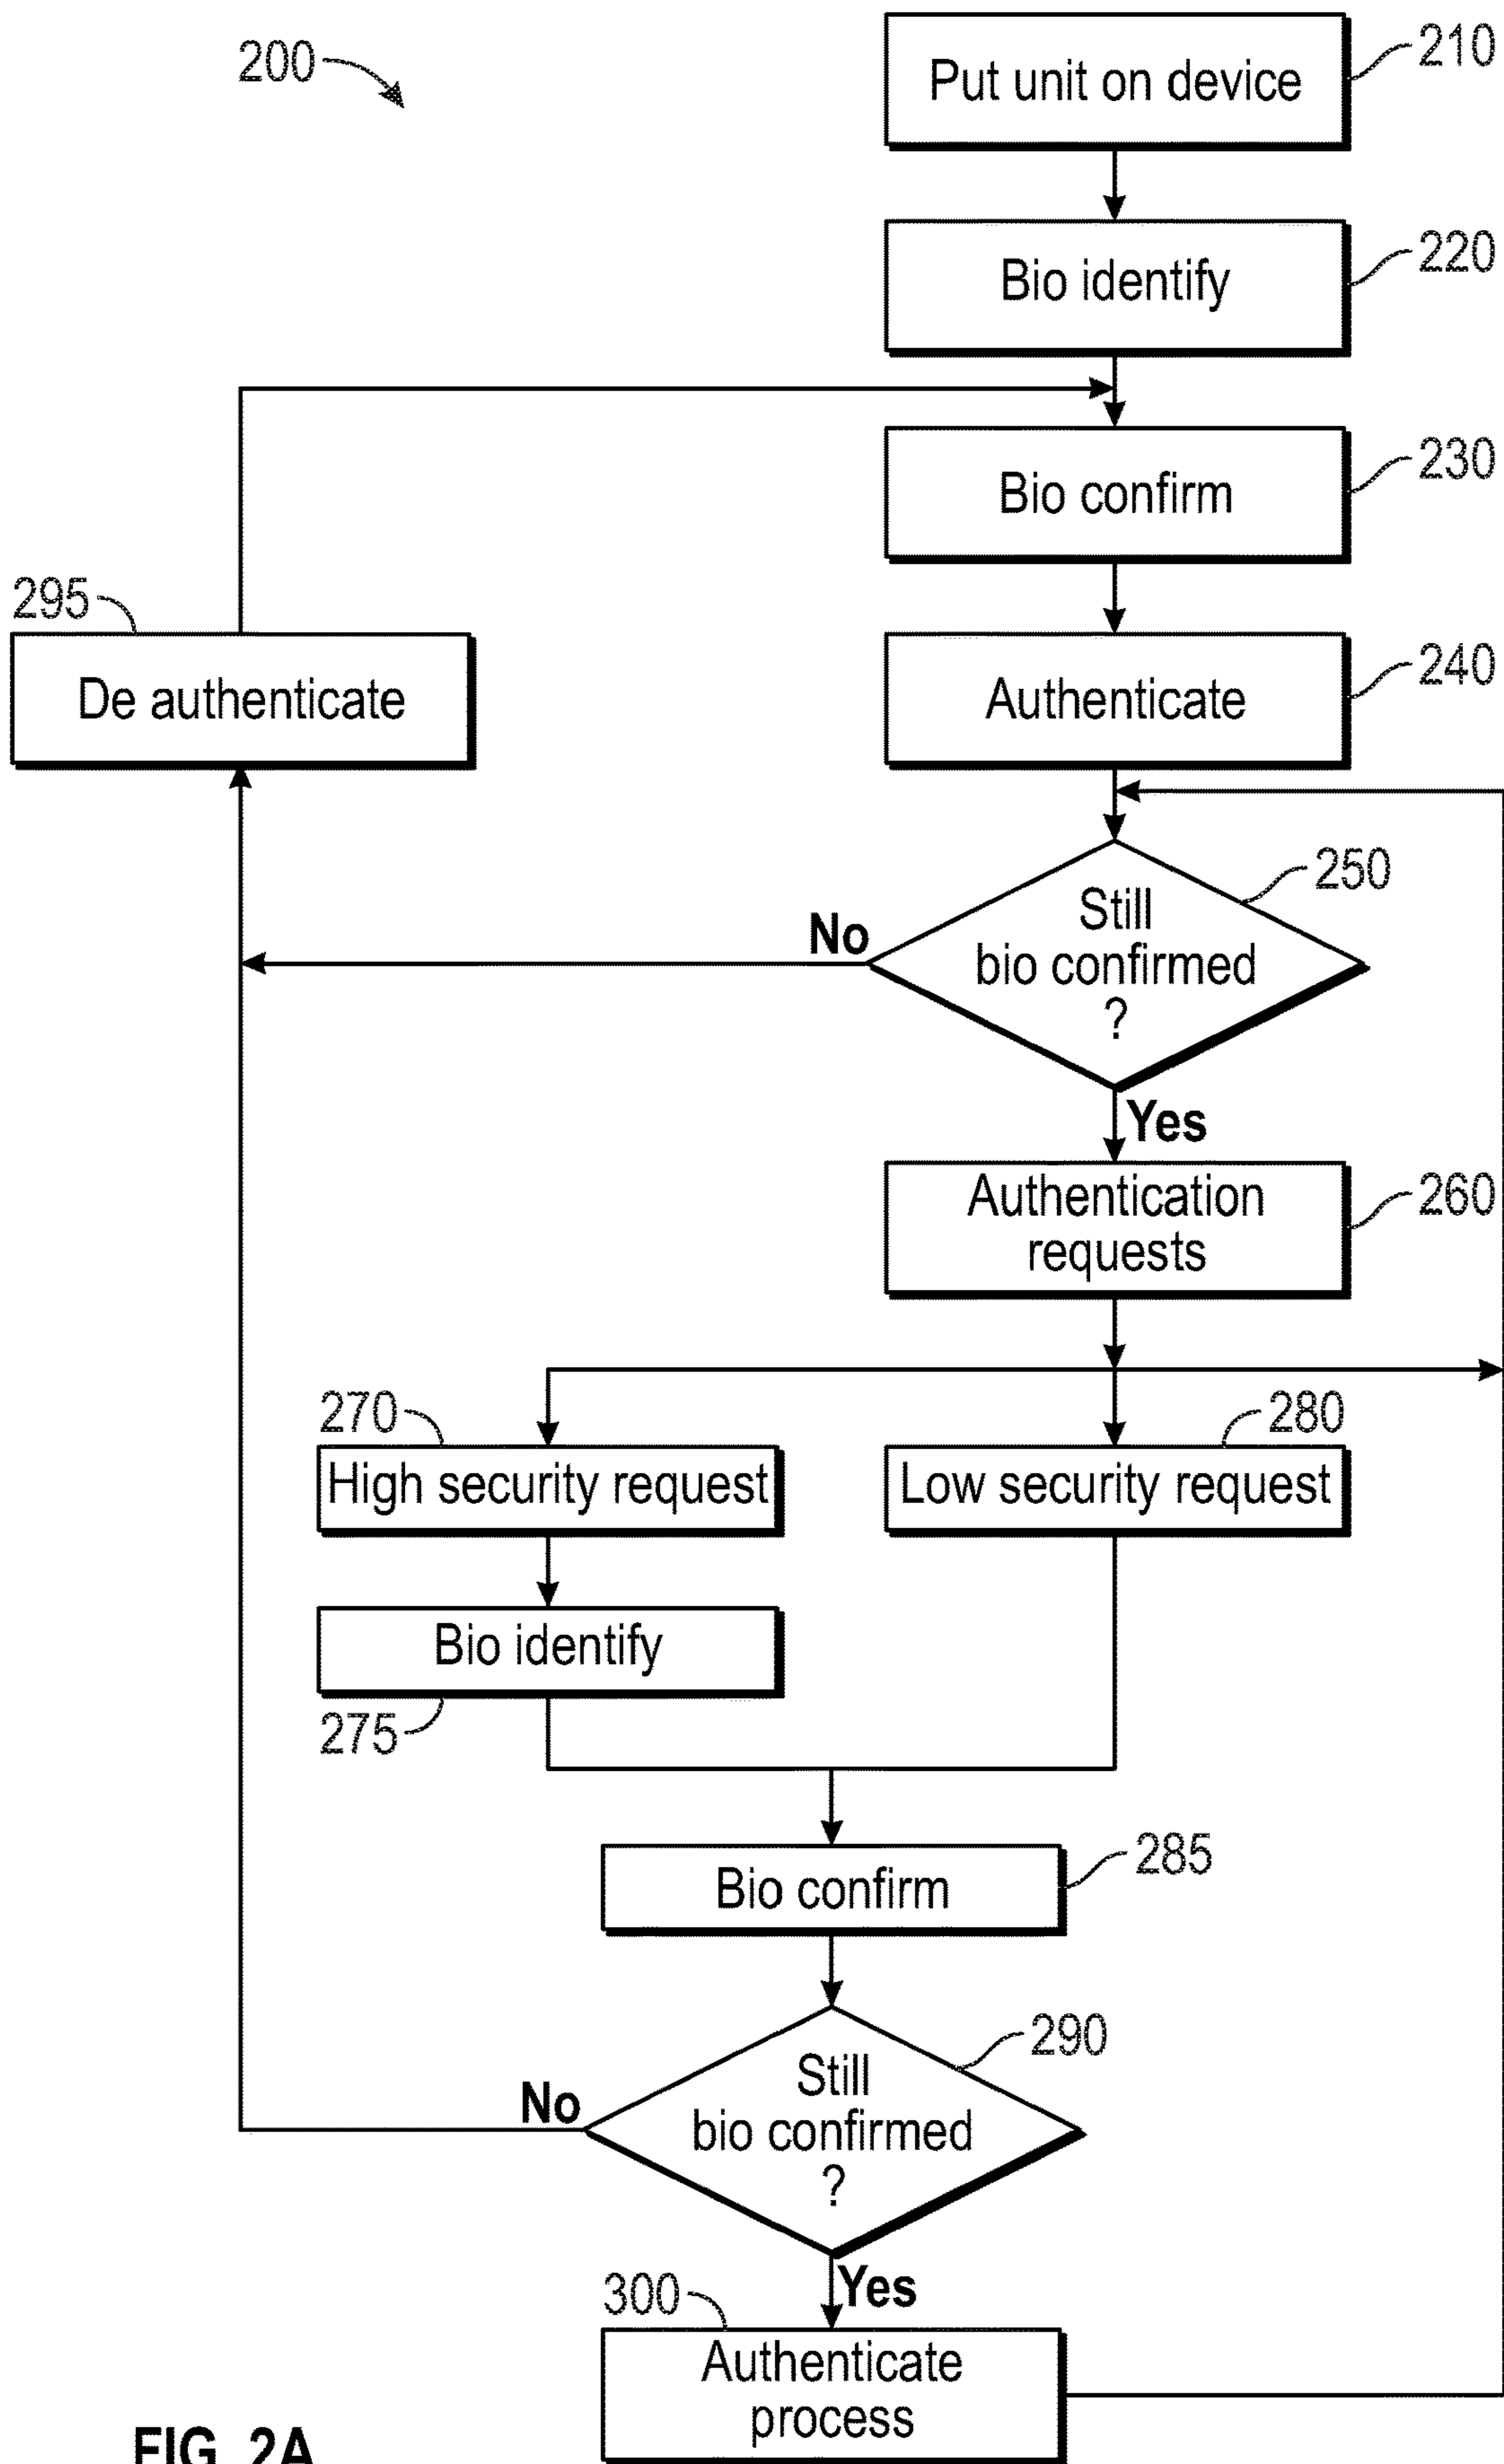 200
Put unit on device
210
Bio identify
220
Bio confirm
230
295
De authenticate
Authenticate
240
250
Still
bio confirmed
?
No
Yes
Authentication
requests
260
270
High security request
280
Low security request
Bio identify
275
Bio confirm
285
290
Still
bio confirmed
?
No
Yes
300
Authenticate
process
FIG. 2A